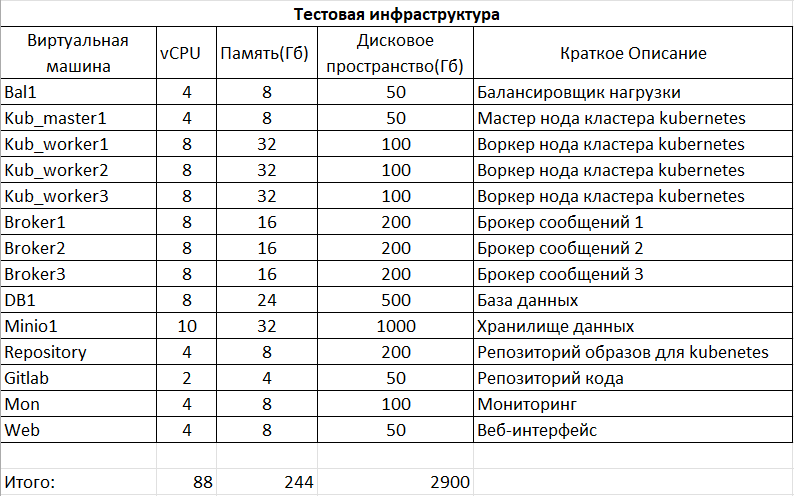 Тестовая инфраструктура
Виртуальная машина vCPU Память(Гб) Дисковое пространство(Гб) Краткое Описание
Bal1 4 8 50 Балансировщик нагрузки
Kub_master1 4 8 50 Мастер нода кластера kubernetes
Kub_worker1 8 32 100 Воркер нода кластера kubernetes
Kub_worker2 8 32 100 Воркер нода кластера kubernetes
Kub_worker3 8 32 100 Воркер нода кластера kubernetes
Broker1 8 16 200 Брокер сообщений 1
Broker2 8 16 200 Брокер сообщений 2
Broker3 8 16 200 Брокер сообщений 3
DB1 8 24 500 База данных
Minio1 10 32 1000 Хранилище данных
Repository 4 8 200 Репозиторий образов для kubenetes
Gitlab 2 4 50 Репозиторий кода
Mon 4 8 100 Мониторинг
Web 4 8 50 Веб-интерфейс
Итого: 88 244 2900